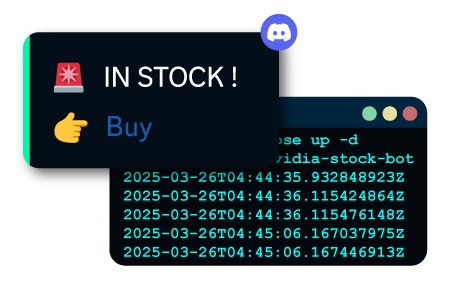 IN STOCK !
Buy
up -d
vidia-stock-bot
2025-03-26T04:44:35.932848923Z
2025-03-26T04:44:36.115424864Z
2025-03-26T04:44:36.115476148Z
2025-03-26T04:45:06.167037975Z
2025-03-26T04:45:06.167446913Z